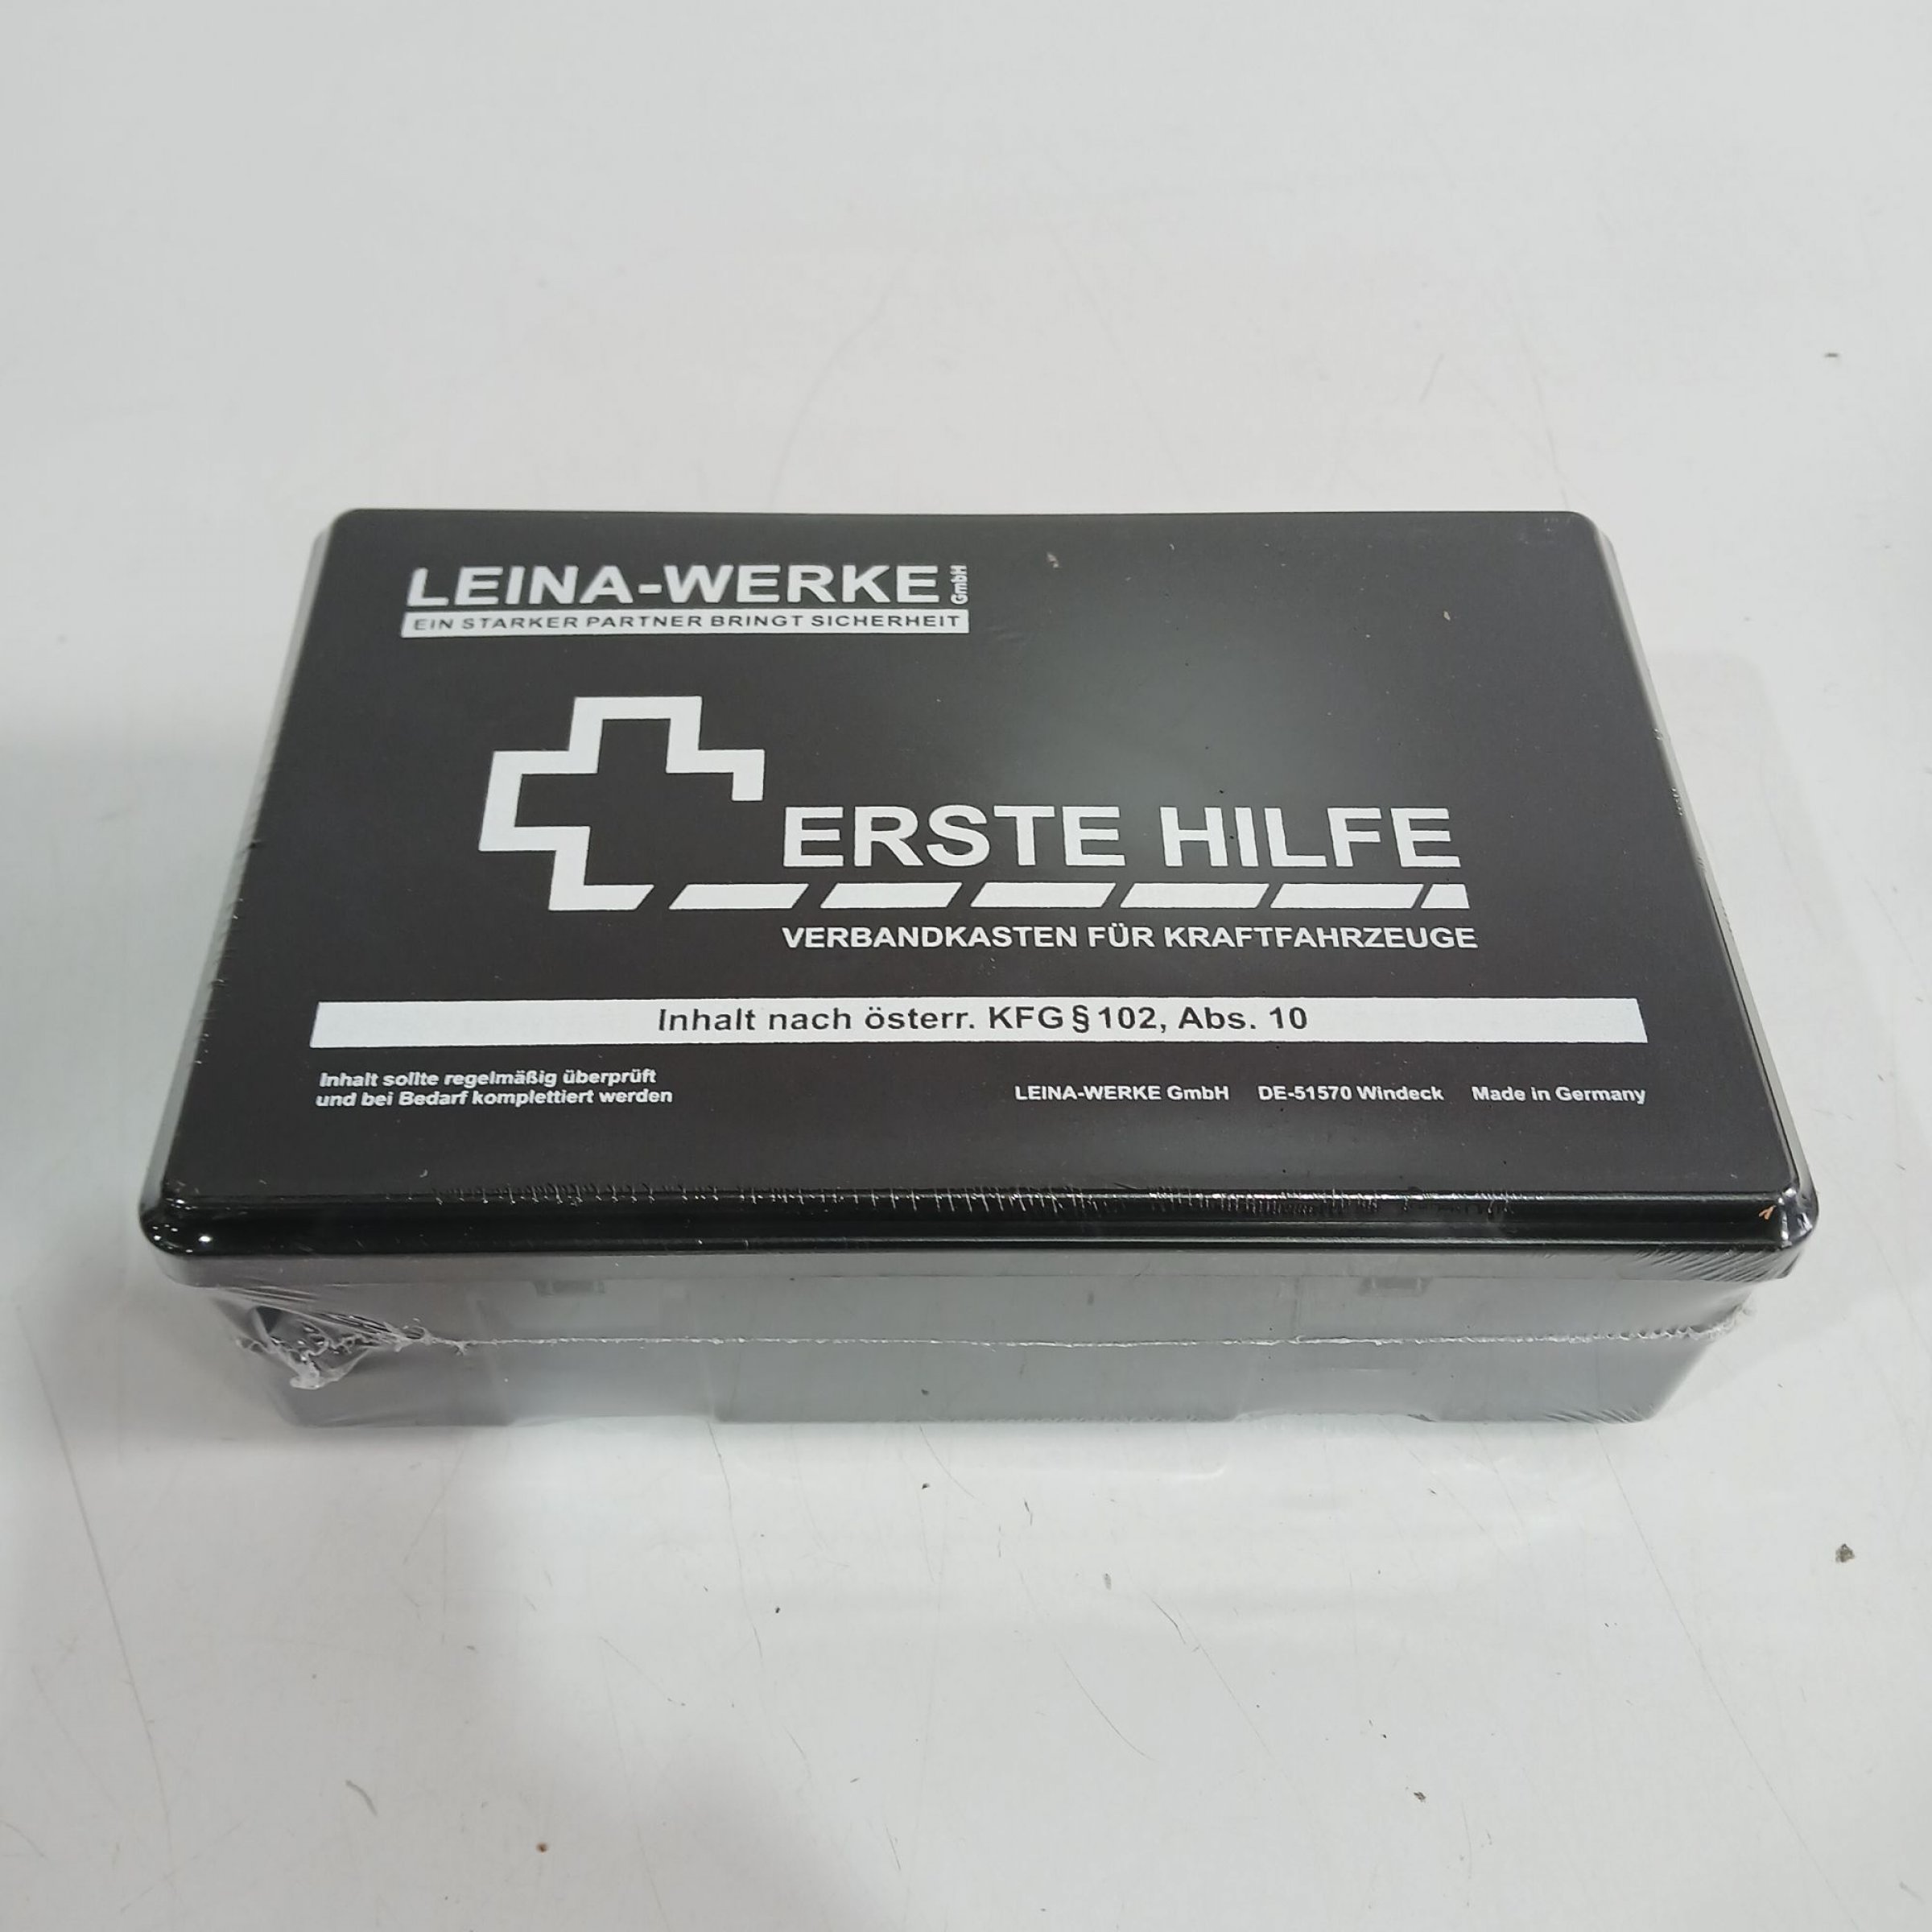 LEINA-WERKE GmbH
EIN STARKER PARTNER BRINGT SICHERHEIT
ERSTE HILFE
VERBANDKASTEN FÜR KRAFTFAHRZEUGE
Inhalt nach österr. KFG § 102, Abs. 10
Inhalt sollte regelmäßig überprüft
und bei Bedarf komplettiert werden
LEINA-WERKE GmbH DE-51570 Windeck Made in Germany